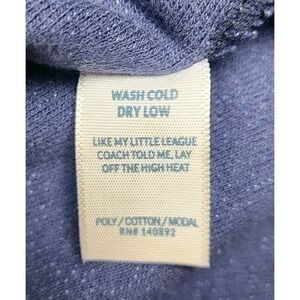 WASH COLD
DRY LOW
LIKE MY LITTLE LEAGUE
COACH TOLD ME, LAY
OFF THE HIGH HEAT
POLY / COTTON / MODAL
RN# 140892